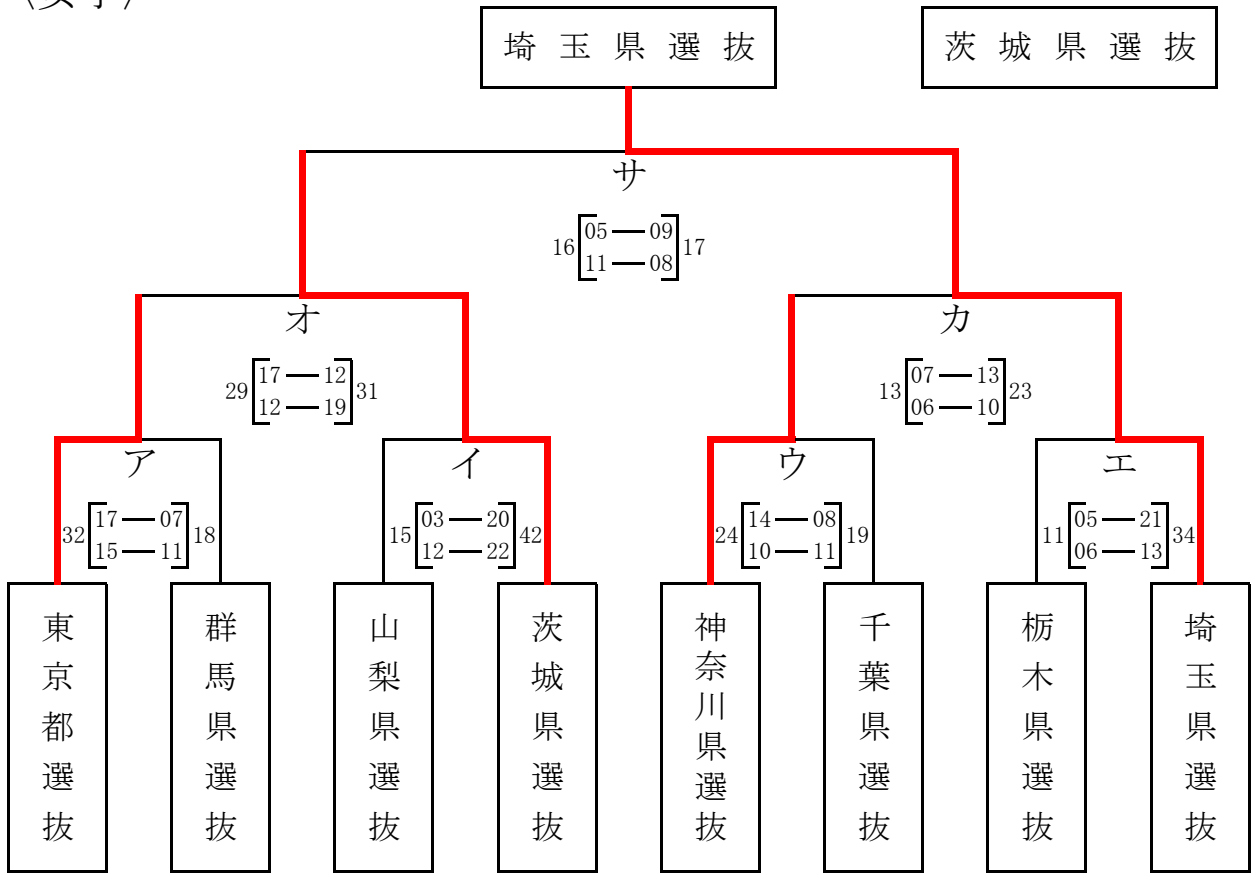 (女子)
埼玉県選抜 茨城県選抜
サ
16 05 — 09 17
11 — 08
オ カ
29 17 — 12 31 13 07 — 13 23
12 — 19 06 — 10
ア イ ウ エ
32 17 — 07 18 15 03 — 20 42 24 14 — 08 19 11 05 — 21 34
15 — 11 12 — 22 10 — 11 06 — 13
東京都選抜
群馬県選抜
山梨県選抜
茨城県選抜
神奈川県選抜
千葉県選抜
栃木県選抜
埼玉県選抜